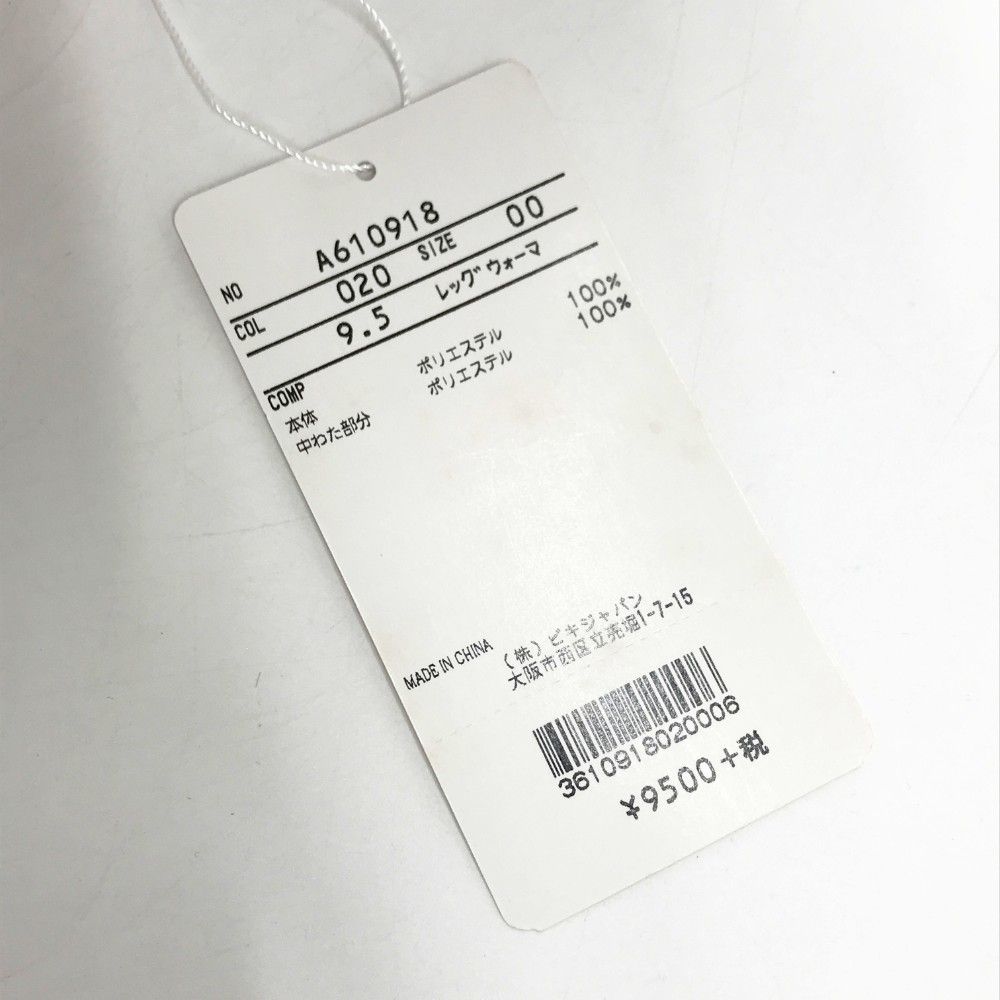 NO A610918
COL 020 SIZE 00
9.5 レッグウォーマ
COMP
本体 ポリエステル 100%
中わた部分 ポリエステル 100%
MADE IN CHINA
(株)ビキジャパン
大阪市西区立売堀1-7-15
3610918020006
¥9500+税